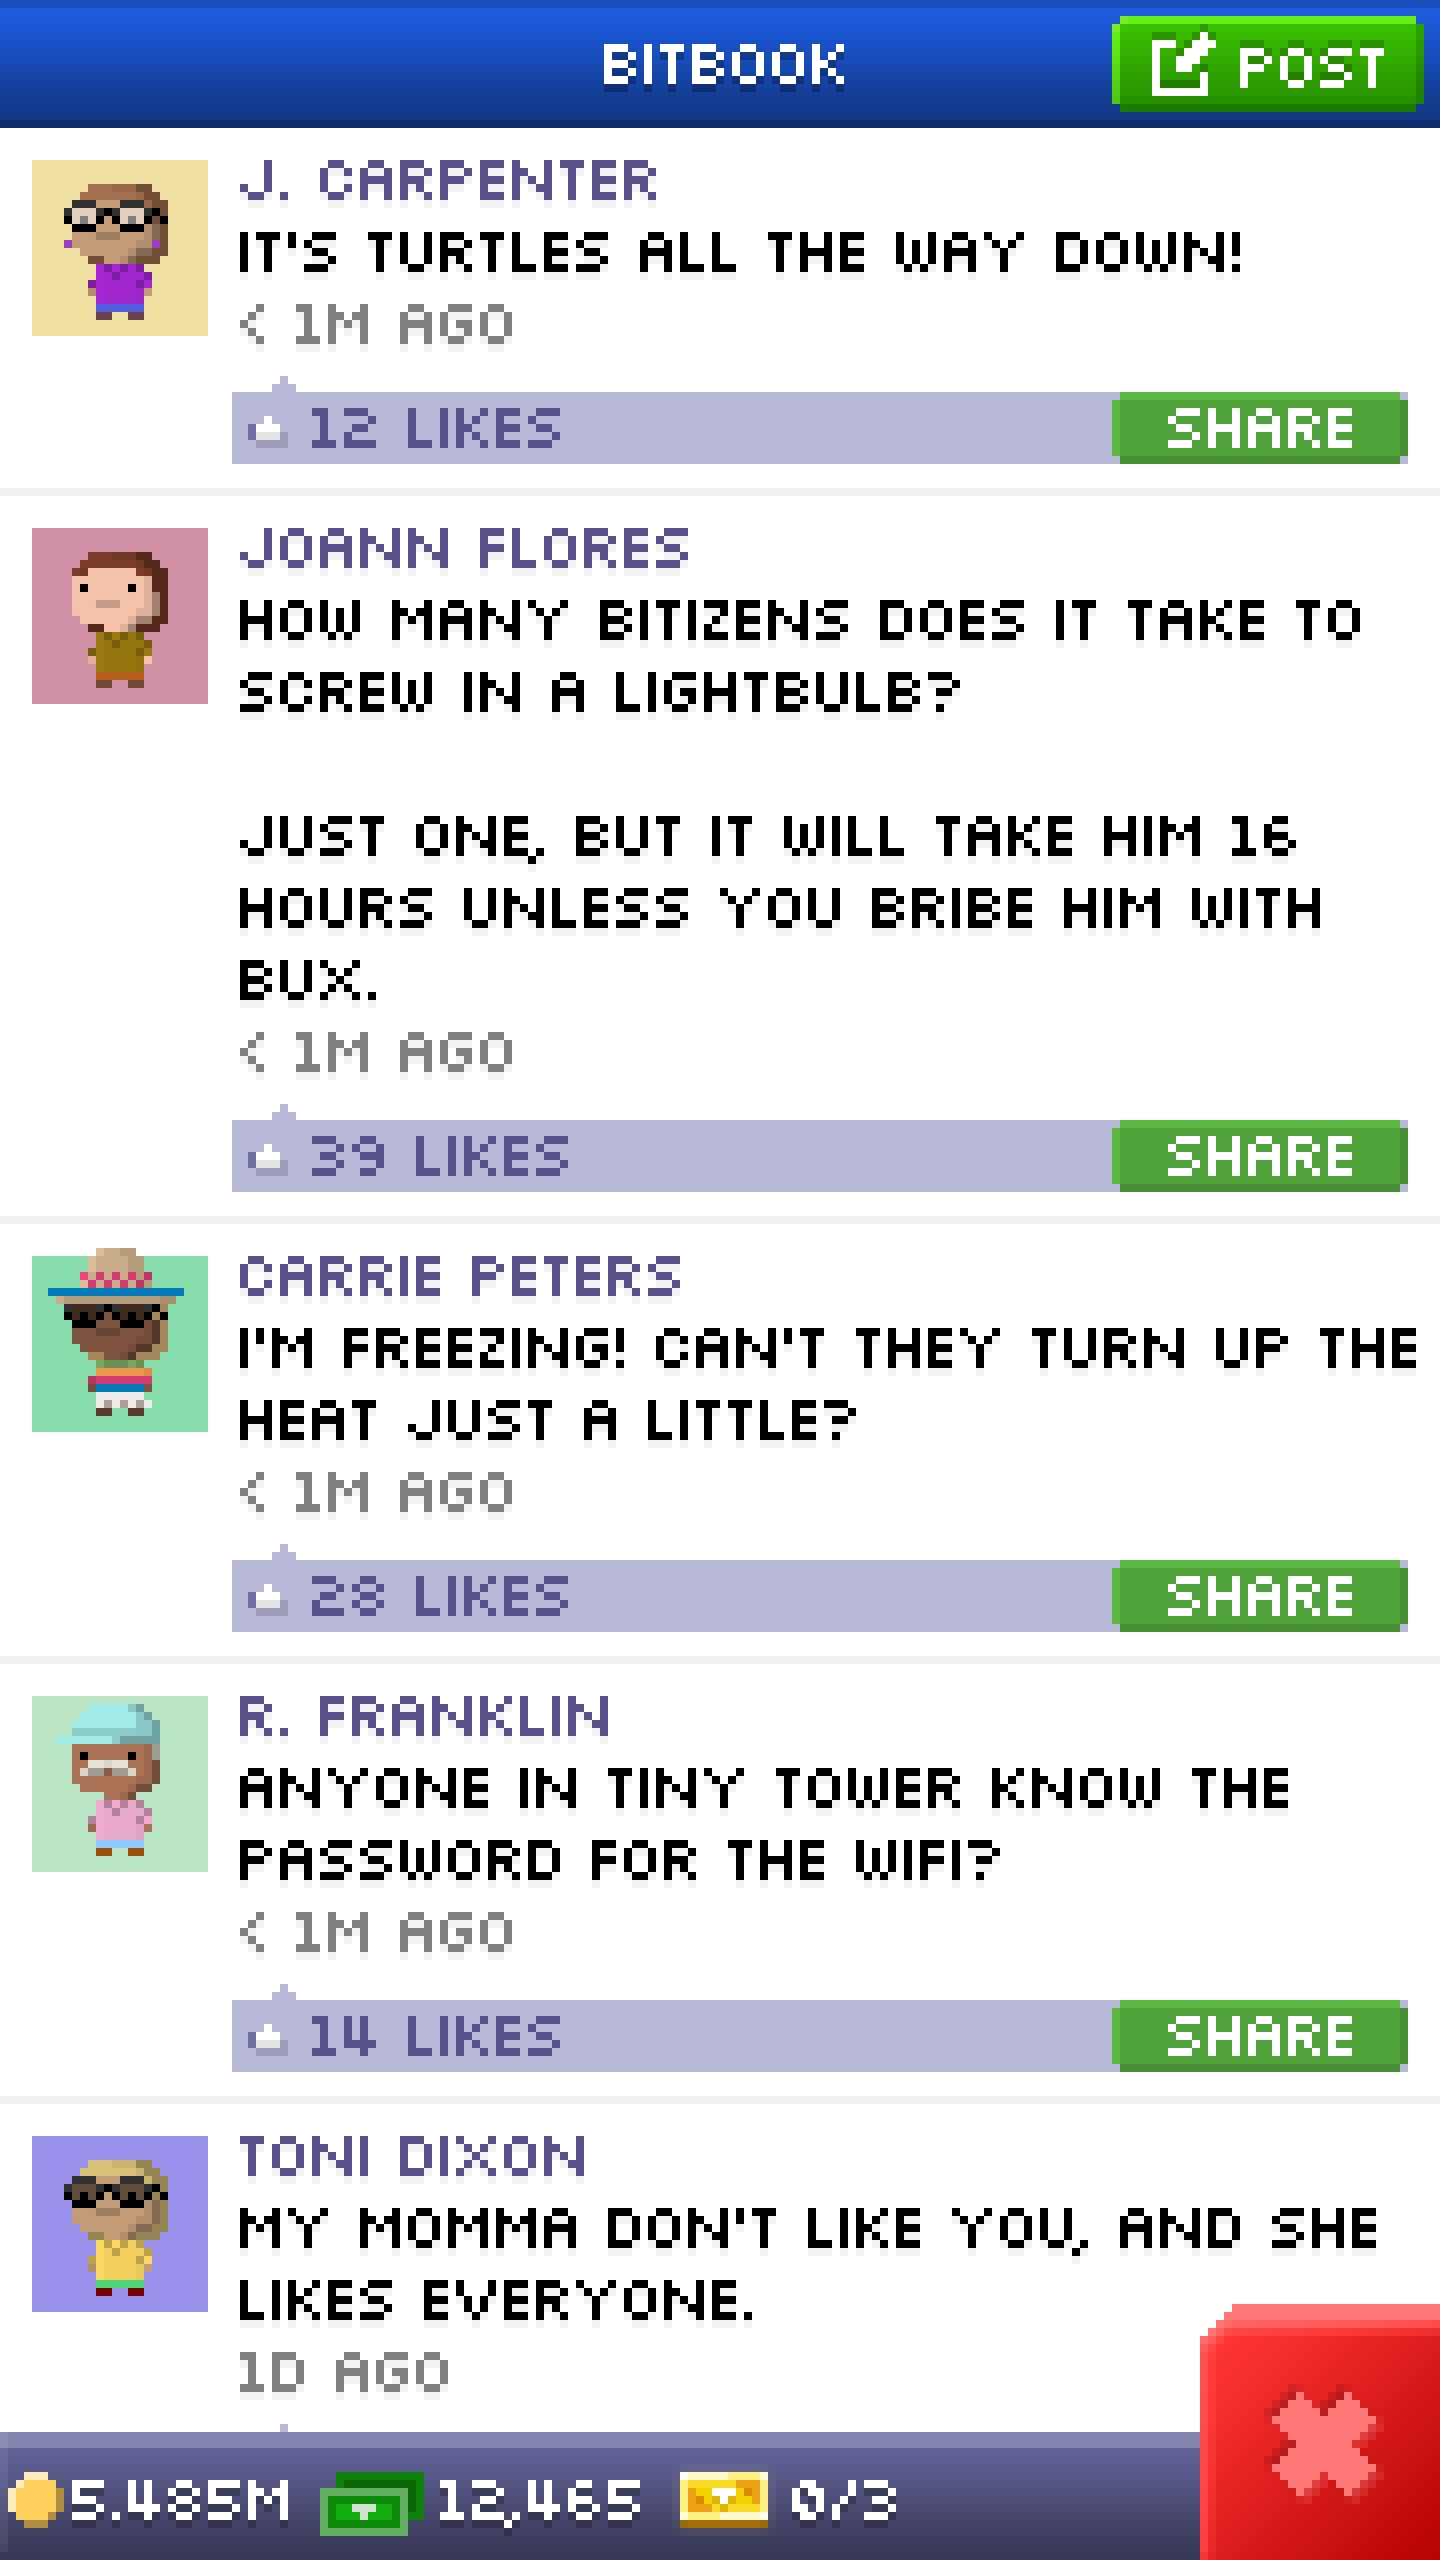 BITBOOK
POST
J. CARPENTER
IT'S TURTLES ALL THE WAY DOWN!
< 1M AGO
12 LIKES
SHARE
JOANN FLORES
HOW MANY BITIZENS DOES IT TAKE TO
SCREW IN A LIGHTBULB?
JUST ONE, BUT IT WILL TAKE HIM 16
HOURS UNLESS YOU BRIBE HIM WITH
BUX.
< 1M AGO
39 LIKES
SHARE
CARRIE PETERS
I'M FREEZING! CAN'T THEY TURN UP THE
HEAT JUST A LITTLE?
< 1M AGO
28 LIKES
SHARE
R. FRANKLIN
ANYONE IN TINY TOWER KNOW THE
PASSWORD FOR THE WIFI?
< 1M AGO
14 LIKES
SHARE
TONI DIXON
MY MOMMA DON'T LIKE YOU, AND SHE
LIKES EVERYONE.
1D AGO
5.485M
12,465
0/3